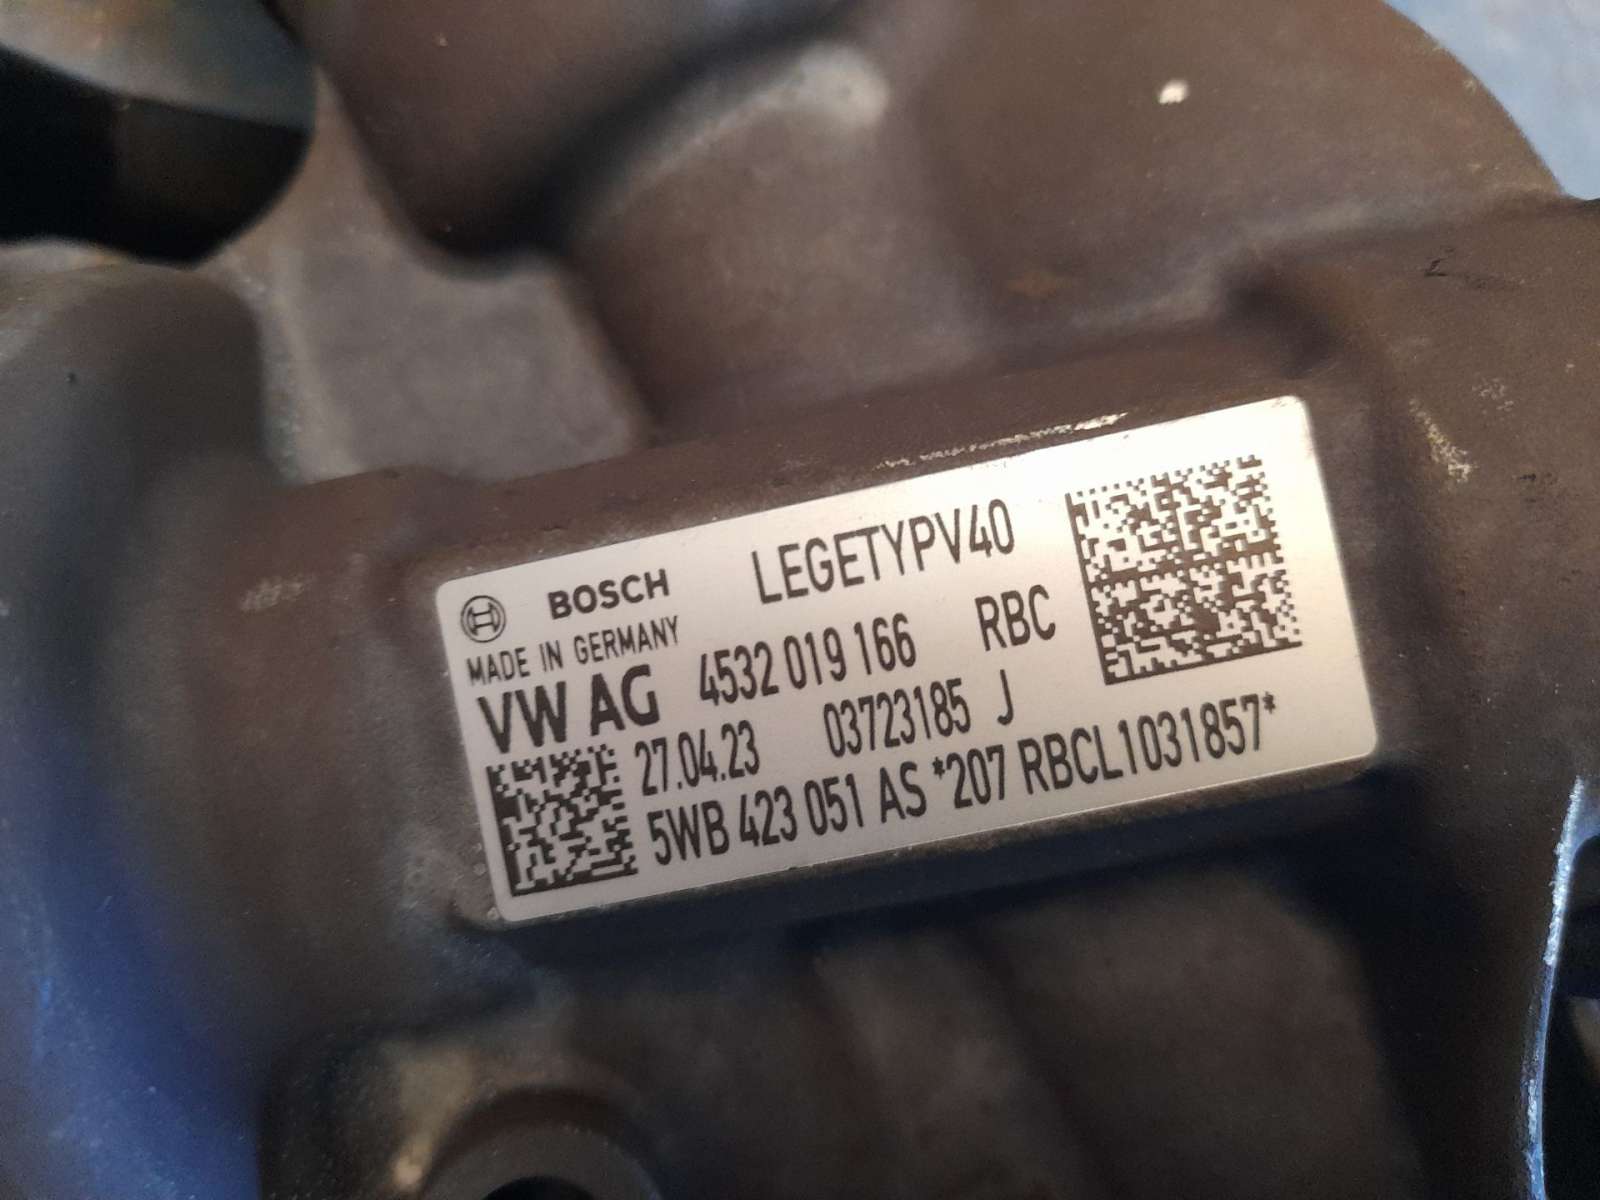 BOSCH LEGETYPV40
MADE IN GERMANY
VW AG 4532 019 166 RBC
27.04.23 03723185 J
5WB 423 051 AS *207 RBCL1031857*